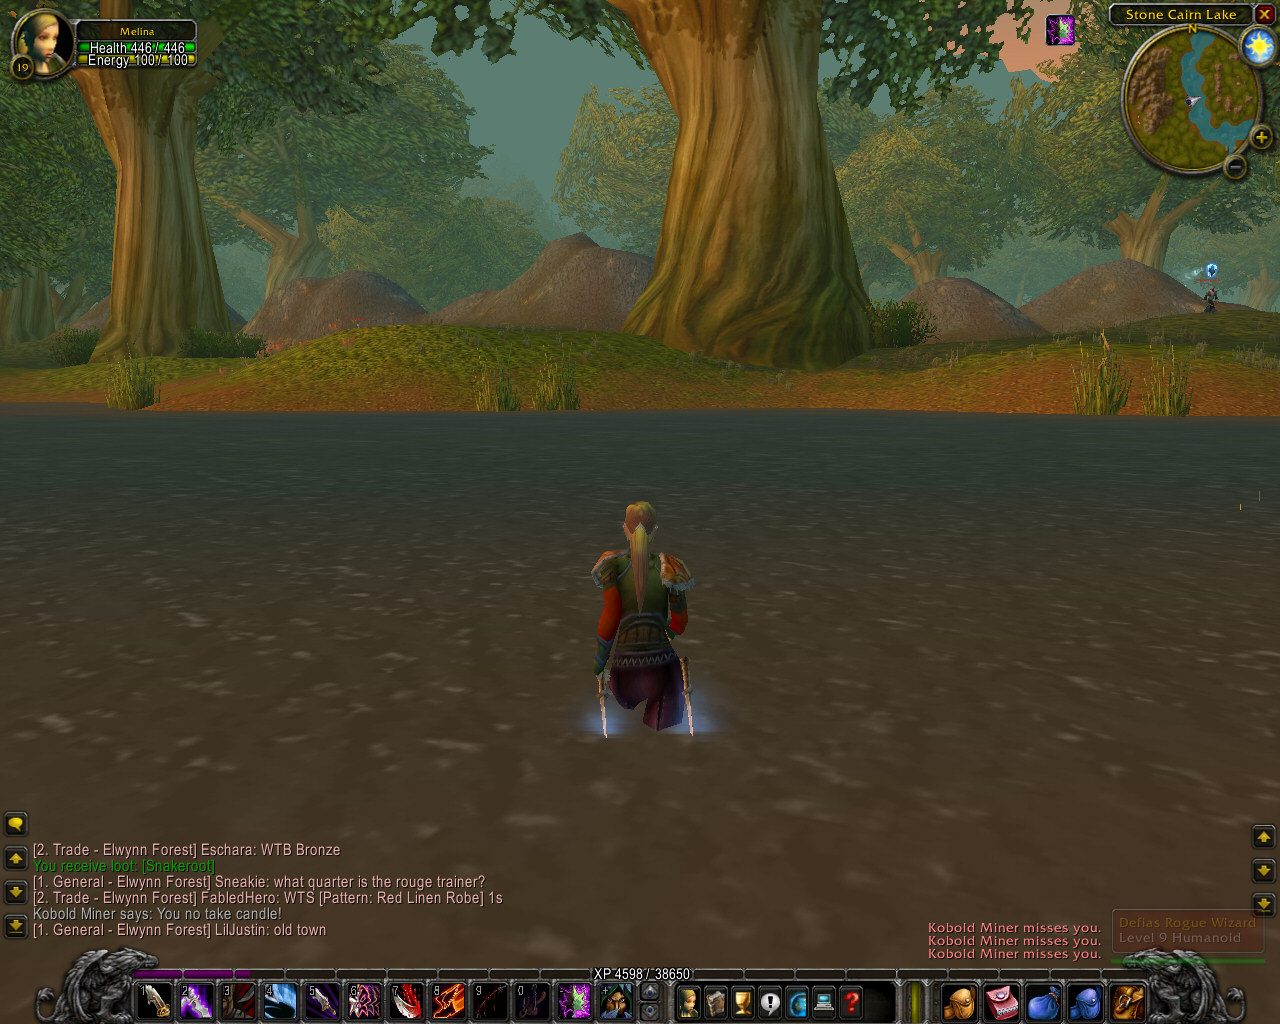 Melina
Health 446 / 446
Energy 100 / 100
19
Stone Cairn Lake
N
[2. Trade - Elwynn Forest] Eschara: WTB Bronze
You receive loot: [Snakeroot]
[1. General - Elwynn Forest] Sneakie: what quarter is the rouge trainer?
[2. Trade - Elwynn Forest] FabledHero: WTS [Pattern: Red Linen Robe] 1s
Kobold Miner says: You no take candle!
[1. General - Elwynn Forest] LilJustin: old town
Kobold Miner misses you.
Kobold Miner misses you.
Kobold Miner misses you.
Defias Rogue Wizard
Level 9 Humanoid
XP 4598 / 38650
1 2 3 4 5 6 7 8 9 0 - +